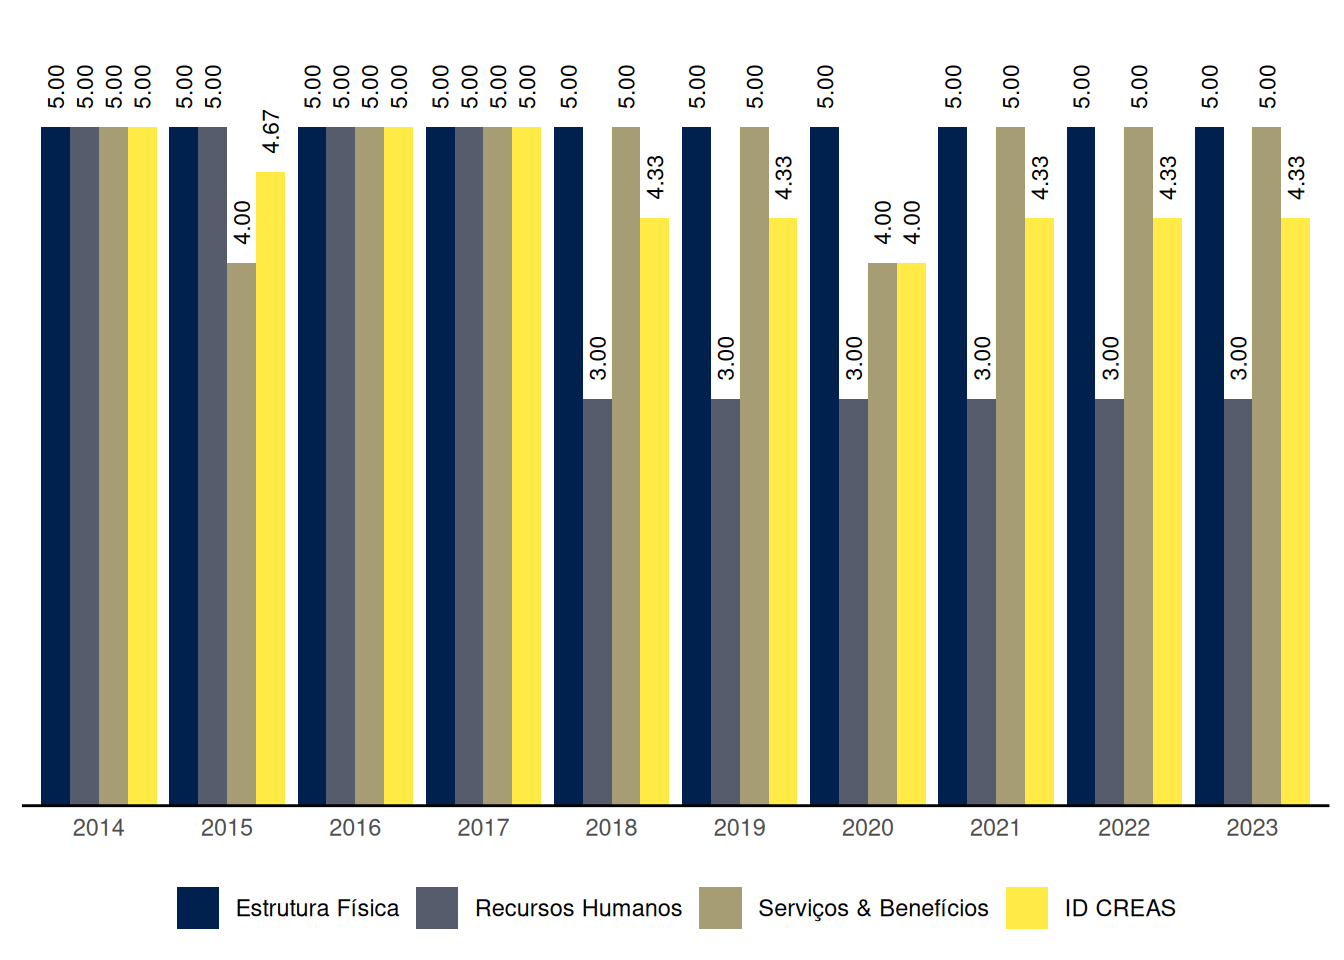 5.00 5.00 5.00 5.00 5.00 5.00 4.00 4.67 5.00 5.00 5.00 5.00 5.00 5.00 5.00 5.00 5.00 3.00 5.00 4.33 5.00 3.00 5.00 4.33 5.00 3.00 4.00 4.00 5.00 3.00 5.00 4.33 5.00 3.00 5.00 4.33 5.00 3.00 5.00 4.33
2014 2015 2016 2017 2018 2019 2020 2021 2022 2023
Estrutura Física Recursos Humanos Serviços & Benefícios ID CREAS